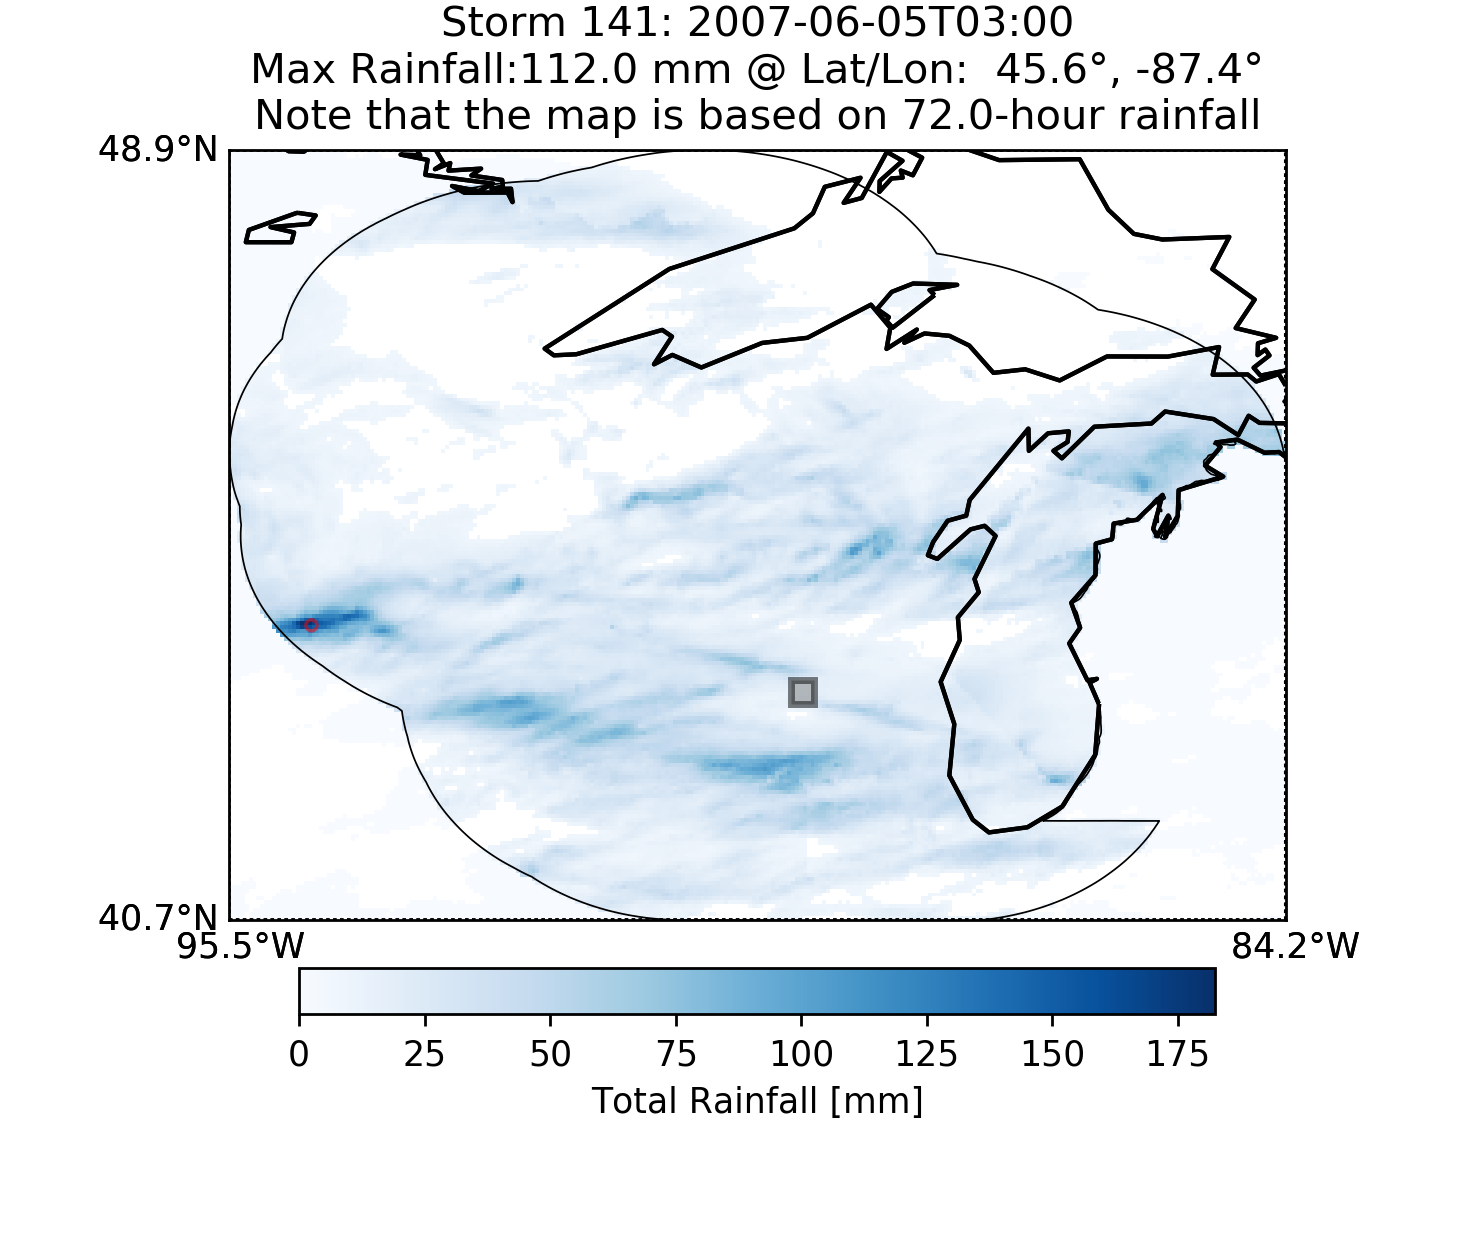 Storm 141: 2007-06-05T03:00
Max Rainfall:112.0 mm @ Lat/Lon:  45.6°, -87.4°
Note that the map is based on 72.0-hour rainfall
48.9°N
40.7°N
95.5°W
84.2°W
0 25 50 75 100 125 150 175
Total Rainfall [mm]